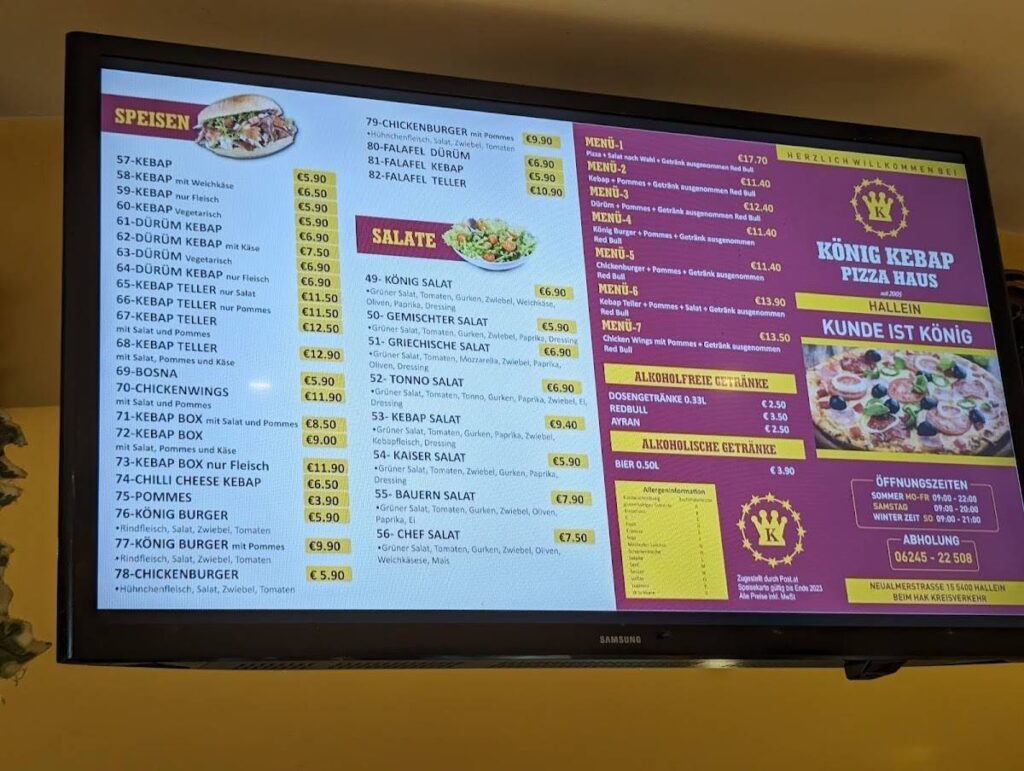 SPEISEN
57-KEBAP €5.90
58-KEBAP mit Weichkäse €6.50
59-KEBAP nur Fleisch €5.90
60-KEBAP Vegetarisch €5.90
61-DÜRÜM KEBAP €6.90
62-DÜRÜM KEBAP mit Käse €7.50
63-DÜRÜM Vegetarisch €6.90
64-DÜRÜM KEBAP nur Fleisch €6.90
65-KEBAP TELLER nur Salat €11.50
66-KEBAP TELLER nur Pommes €11.50
67-KEBAP TELLER €12.50
mit Salat und Pommes
68-KEBAP TELLER €12.90
mit Salat, Pommes und Käse
69-BOSNA €5.90
70-CHICKENWINGS €11.90
mit Salat und Pommes
71-KEBAP BOX mit Salat und Pommes €8.50
72-KEBAP BOX €9.00
mit Salat, Pommes und Käse
73-KEBAP BOX nur Fleisch €11.90
74-CHILLI CHEESE KEBAP €6.50
75-POMMES €3.90
76-KÖNIG BURGER €5.90
•Rindfleisch, Salat, Zwiebel, Tomaten
77-KÖNIG BURGER mit Pommes €9.90
•Rindfleisch, Salat, Zwiebel, Tomaten
78-CHICKENBURGER € 5.90
•Hühnchenfleisch, Salat, Zwiebel, Tomaten
79-CHICKENBURGER mit Pommes €9.90
•Hühnchenfleisch, Salat, Zwiebel, Tomaten
80-FALAFEL DÜRÜM €6.90
81-FALAFEL KEBAP €5.90
82-FALAFEL TELLER €10.90
SALATE
49- KÖNIG SALAT €6.90
•Grüner Salat, Tomaten, Gurken, Zwiebel, Weichkäse,
Oliven, Paprika, Dressing
50- GEMISCHTER SALAT €5.90
•Grüner Salat, Tomaten, Gurken, Zwiebel, Paprika, Dressing
51- GRIECHISCHE SALAT €6.90
•Grüner Salat, Tomaten, Mozzarella, Zwiebel, Paprika,
Oliven, Dressing
52- TONNO SALAT €6.90
•Grüner Salat, Tomaten, Tonno, Gurken, Paprika, Zwiebel, Ei,
Dressing
53- KEBAP SALAT €9.40
•Grüner Salat, Tomaten, Gurken, Paprika, Zwiebel,
Kebapfleisch, Dressing
54- KAISER SALAT €5.90
•Grüner Salat, Tomaten, Zwiebel, Gurken, Paprika,
Dressing
55- BAUERN SALAT €7.90
•Grüner Salat, Tomaten, Gurken, Zwiebel, Oliven,
Paprika, Ei
56- CHEF SALAT €7.50
•Grüner Salat, Tomaten, Gurken, Zwiebel, Oliven,
Weichkäsese, Mais
MENÜ-1 €17.70
Pizza + Salat nach Wahl + Getränk ausgenommen Red Bull
MENÜ-2 €11.40
Kebap + Pommes + Getränk ausgenommen Red Bull
MENÜ-3 €12.40
Dürüm + Pommes + Getränk ausgenommen Red Bull
MENÜ-4 €11.40
König Burger + Pommes + Getränk ausgenommen
Red Bull
MENÜ-5 €11.40
Chickenburger + Pommes + Getränk ausgenommen
Red Bull
MENÜ-6 €13.90
Kebap Teller + Pommes + Salat + Getränk ausgenommen
Red Bull
MENÜ-7 €13.50
Chicken Wings mit Pommes + Getränk ausgenommen
Red Bull
ALKOHOLFREIE GETRÄNKE
DOSENGETRÄNKE 0.33L € 2.50
REDBULL € 3.50
AYRAN € 2.50
ALKOHOLISCHE GETRÄNKE
BIER 0.50L € 3.90
Allergeninformation
K
Zugestellt durch Post.at
Speisekarte gültig bis Ende 2023
Alle Preise inkl. MwSt
HERZLICH WILLKOMMEN BEI
K
KÖNIG KEBAP
PIZZA HAUS
seit 2005
HALLEIN
KUNDE IST KÖNIG
ÖFFNUNGSZEITEN
SOMMER MO-FR 09:00 - 22:00
SAMSTAG 09:00 - 20:00
WINTER ZEIT SO 09:00 - 21:00
ABHOLUNG
06245 - 22 508
NEUALMERSTRASSE 15 5400 HALLEIN
BEIM HAK KREISVERKEHR
SAMSUNG